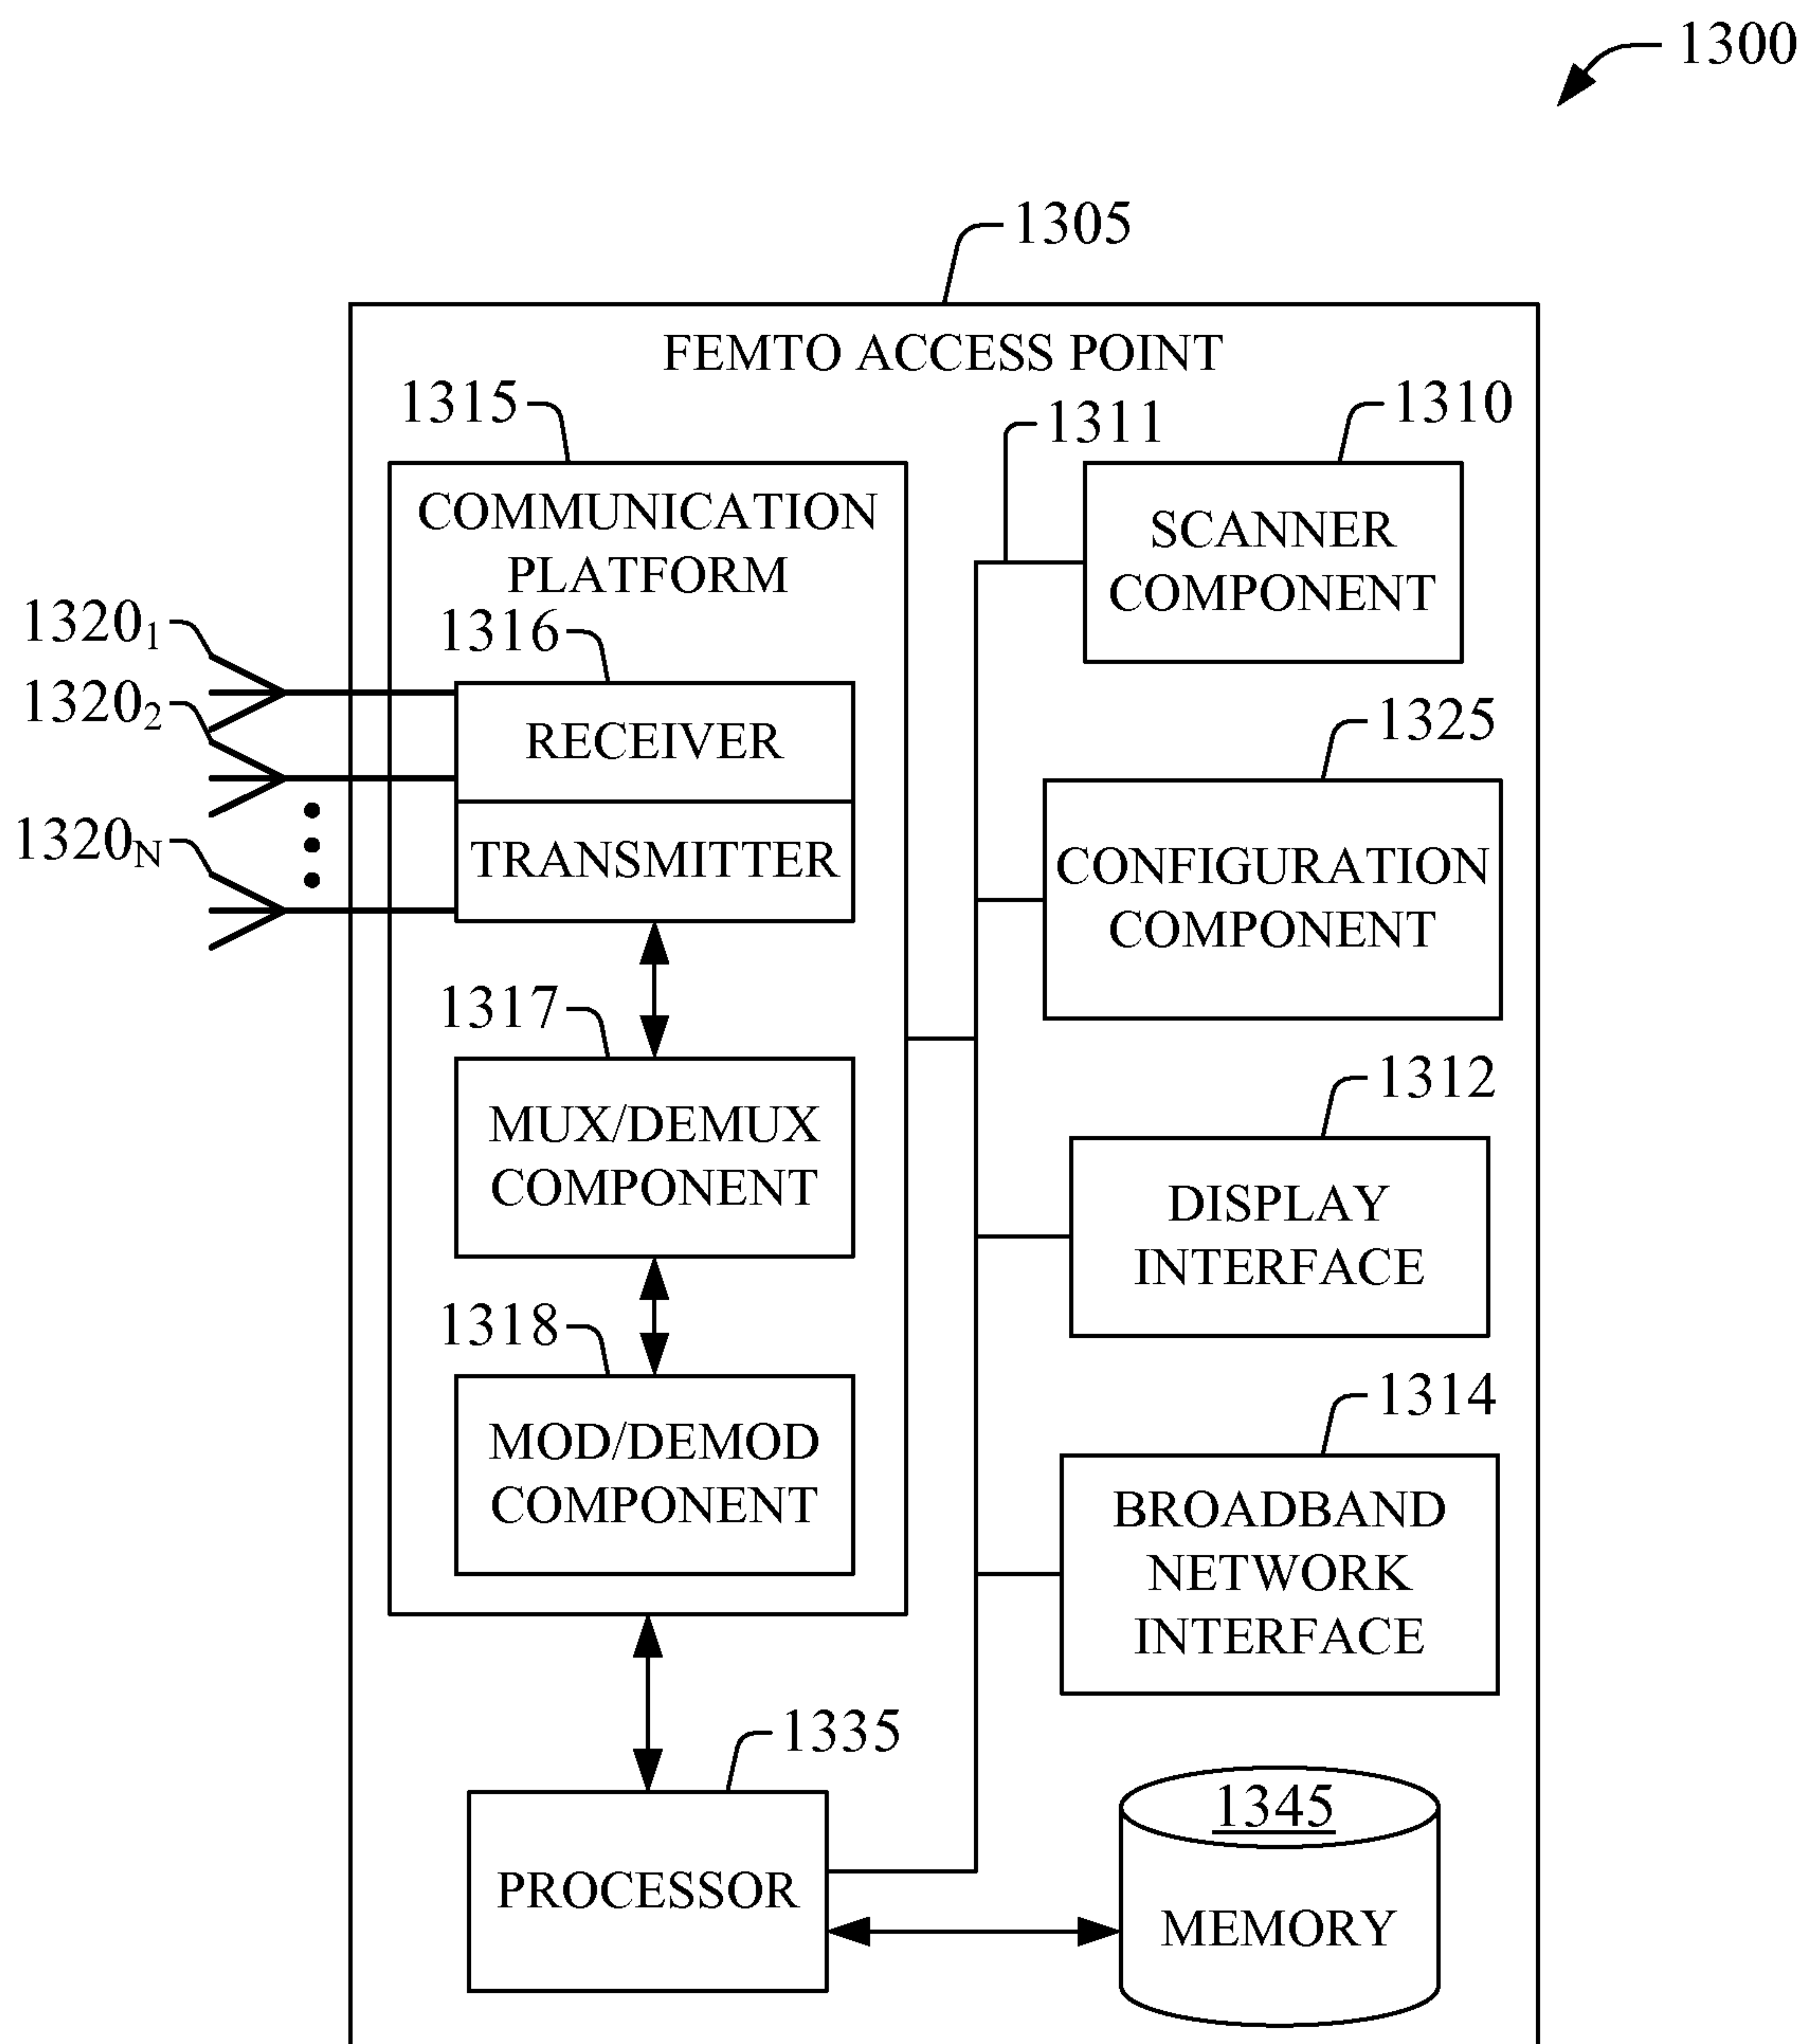 1300
1305
FEMTO ACCESS POINT
1315
1311
1310
COMMUNICATION
PLATFORM
SCANNER
COMPONENT
1320₁
1316
1320₂
RECEIVER
1325
1320N
TRANSMITTER
CONFIGURATION
COMPONENT
1317
MUX/DEMUX
COMPONENT
1312
DISPLAY
INTERFACE
1318
MOD/DEMOD
COMPONENT
1314
BROADBAND
NETWORK
INTERFACE
1335
PROCESSOR
1345
MEMORY